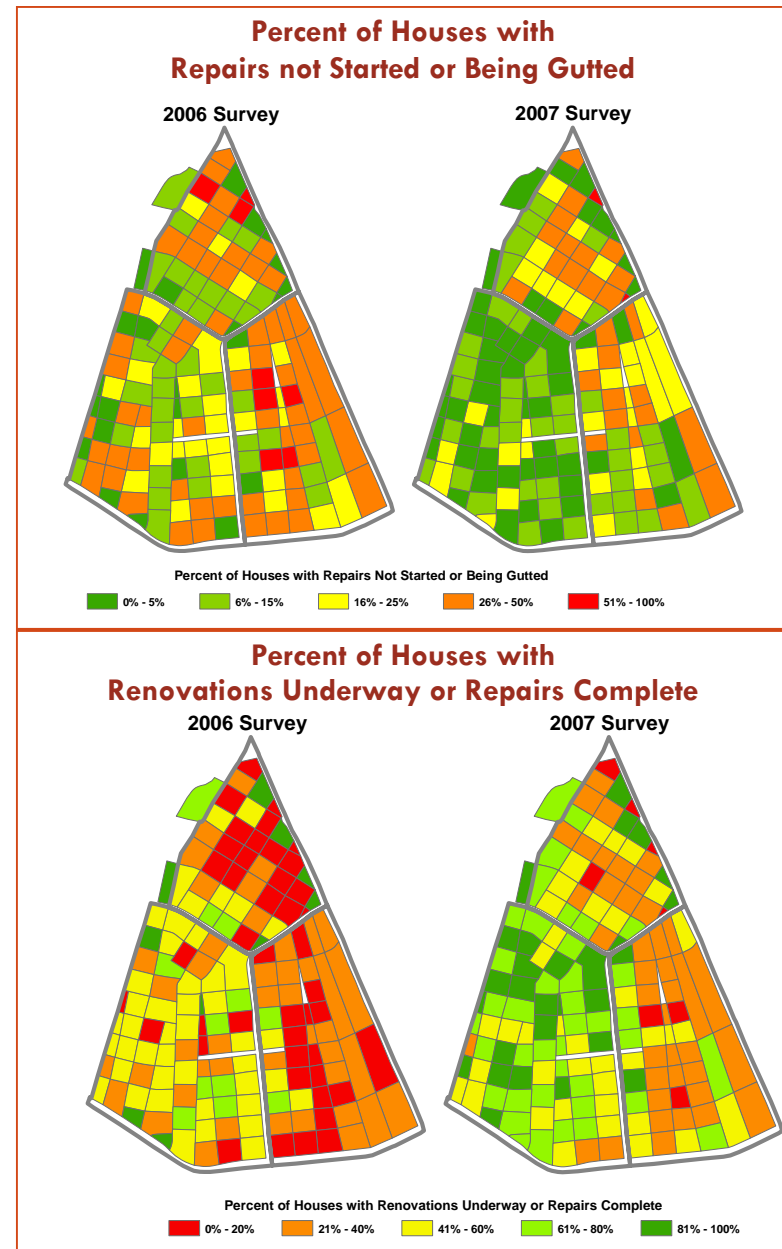 Percent of Houses with
Repairs not Started or Being Gutted
2006 Survey
2007 Survey
Percent of Houses with Repairs Not Started or Being Gutted
0% - 5%
6% - 15%
16% - 25%
26% - 50%
51% - 100%
Percent of Houses with
Renovations Underway or Repairs Complete
2006 Survey
2007 Survey
Percent of Houses with Renovations Underway or Repairs Complete
0% - 20%
21% - 40%
41% - 60%
61% - 80%
81% - 100%